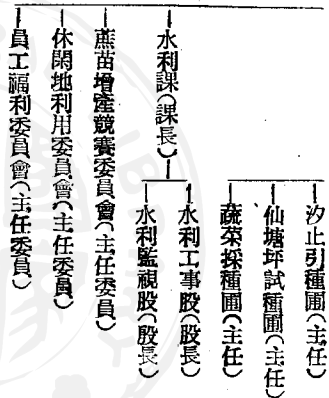 汐止引種圃(主任)
仙塘坪試種圃(主任)
蔬菜採種圃(主任)
水利課(課長)
水利工事股(股長)
水利監視股(股長)
蔗苗增產競賽委員會(主任委員)
休閑地利用委員會(主任委員)
員工福利委員會(主任委員)